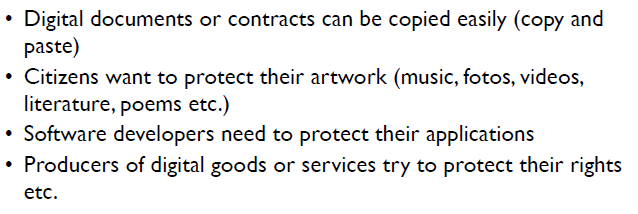 • Digital documents or contracts can be copied easily (copy and
paste)
• Citizens want to protect their artwork (music, fotos, videos,
literature, poems etc.)
• Software developers need to protect their applications
• Producers of digital goods or services try to protect their rights
etc.